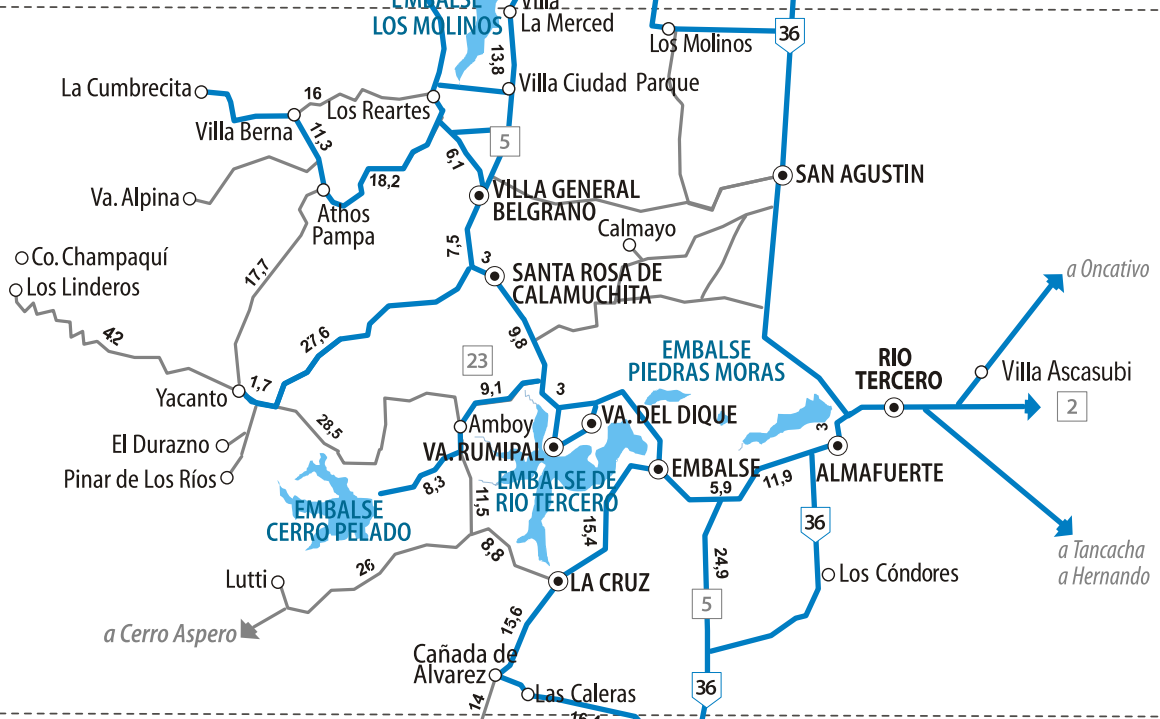 EMBALSE
LOS MOLINOS
Villa
La Merced
13,8
Los Molinos
36
La Cumbrecita
16
Los Reartes
Villa Ciudad Parque
Villa Berna
11,3
5
6,1
18,2
Va. Alpina
Athos
Pampa
VILLA GENERAL
BELGRANO
SAN AGUSTIN
Calmayo
7,5
3
Co. Champaquí
Los Linderos
17,7
SANTA ROSA DE
CALAMUCHITA
a Oncativo
42
27,6
9,8
23
EMBALSE
PIEDRAS MORAS
RIO
TERCERO
Villa Ascasubi
1,7
Yacanto
9,1
3
2
28,5
Amboy
VA. DEL DIQUE
3
El Durazno
VA. RUMIPAL
Pinar de Los Ríos
EMBALSE
ALMAFUERTE
8,3
EMBALSE DE
RIO TERCERO
5,9
11,9
11,5
EMBALSE
CERRO PELADO
15,4
36
8,8
24,9
a Tancacha
a Hernando
26
Lutti
LA CRUZ
Los Cóndores
5
15,6
a Cerro Aspero
Cañada de
Alvarez
14
Las Caleras
36
16,4